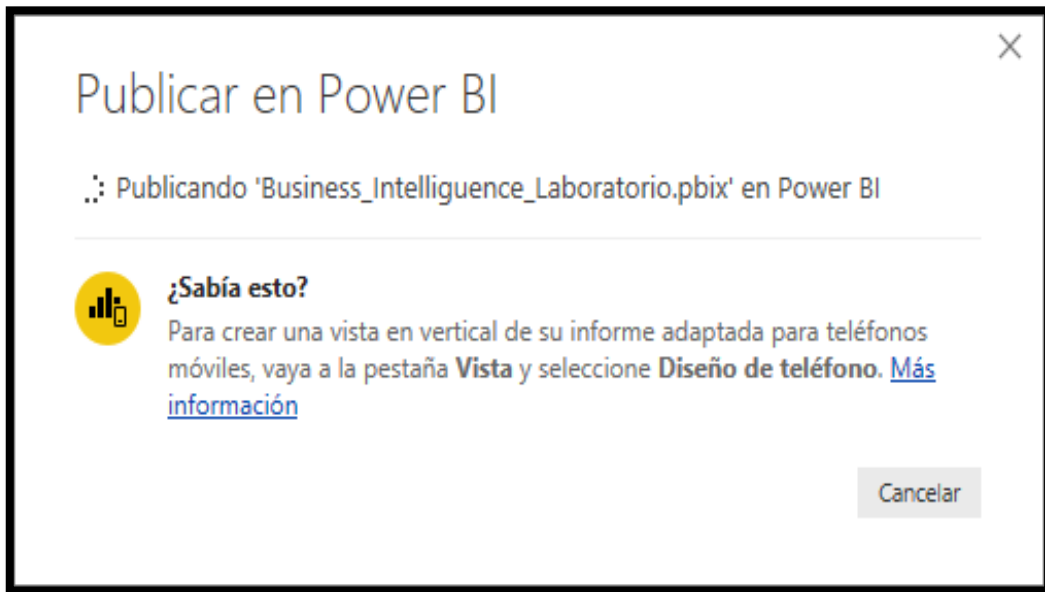 Publicar en Power BI
Publicando 'Business_Intelliguence_Laboratorio.pbix' en Power BI
¿Sabía esto?
Para crear una vista en vertical de su informe adaptada para teléfonos
móviles, vaya a la pestaña Vista y seleccione Diseño de teléfono. Más
información
Cancelar